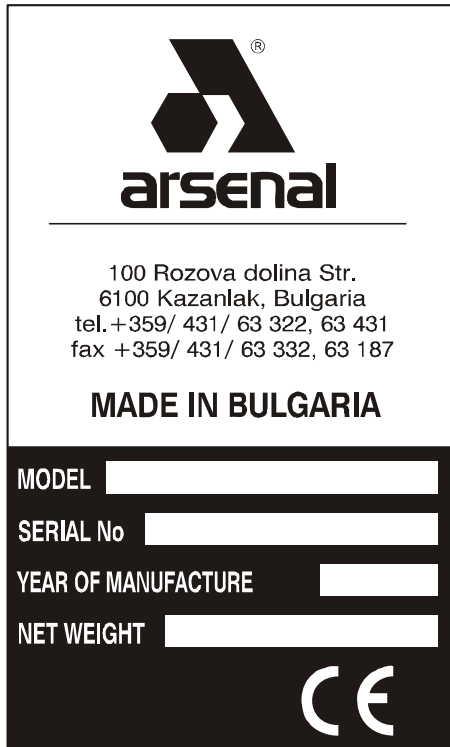 ®
arsenal
100 Rozova dolina Str.
6100 Kazanlak, Bulgaria
tel.+359/ 431/ 63 322, 63 431
fax +359/ 431/ 63 332, 63 187
MADE IN BULGARIA
MODEL
SERIAL No
YEAR OF MANUFACTURE
NET WEIGHT
CE